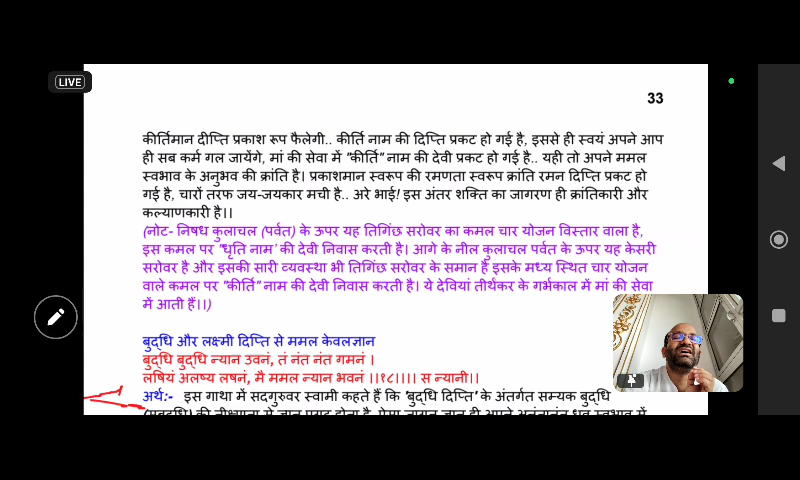 LIVE
33
कीर्तिमान दीप्ति प्रकाश रूप फैलेगी.. कीर्ति नाम की दिप्ति प्रकट हो गई है, इससे ही स्वयं अपने आप
ही सब कर्म गल जायेंगे, मां की सेवा में "कीर्ति" नाम की देवी प्रकट हो गई है.. यही तो अपने ममल
स्वभाव के अनुभव की क्रांति है। प्रकाशमान स्वरूप की रमणता स्वरूप क्रांति रमन दिप्ति प्रकट हो
गई है, चारों तरफ जय-जयकार मची है.. अरे भाई! इस अंतर शक्ति का जागरण ही क्रांतिकारी और
कल्याणकारी है।।
(नोट- निषध कुलाचल (पर्वत) के ऊपर यह तिगिंछ सरोवर का कमल चार योजन विस्तार वाला है,
इस कमल पर "धृति नाम' की देवी निवास करती है। आगे के नील कुलाचल पर्वत के ऊपर यह केसरी
सरोवर है और इसकी सारी व्यवस्था भी तिगिंछ सरोवर के समान है इसके मध्य स्थित चार योजन
वाले कमल पर "कीर्ति" नाम की देवी निवास करती है। ये देवियां तीर्थकर के गर्भकाल में मां की सेवा
में आती हैं।।)
बुद्धि और लक्ष्मी दिप्ति से ममल केवलज्ञान
बुद्धि बुद्धि न्यान उवनं, तं नंत नंत गमनं ।
लषियं अलष्य लषनं, मै ममल न्यान भवनं ।।१८।।।। स न्यानी।।
अर्थ:- इस गाथा में सदगुरुवर स्वामी कहते हैं कि 'बुद्धि दिप्ति' के अंतर्गत सम्यक बुद्धि